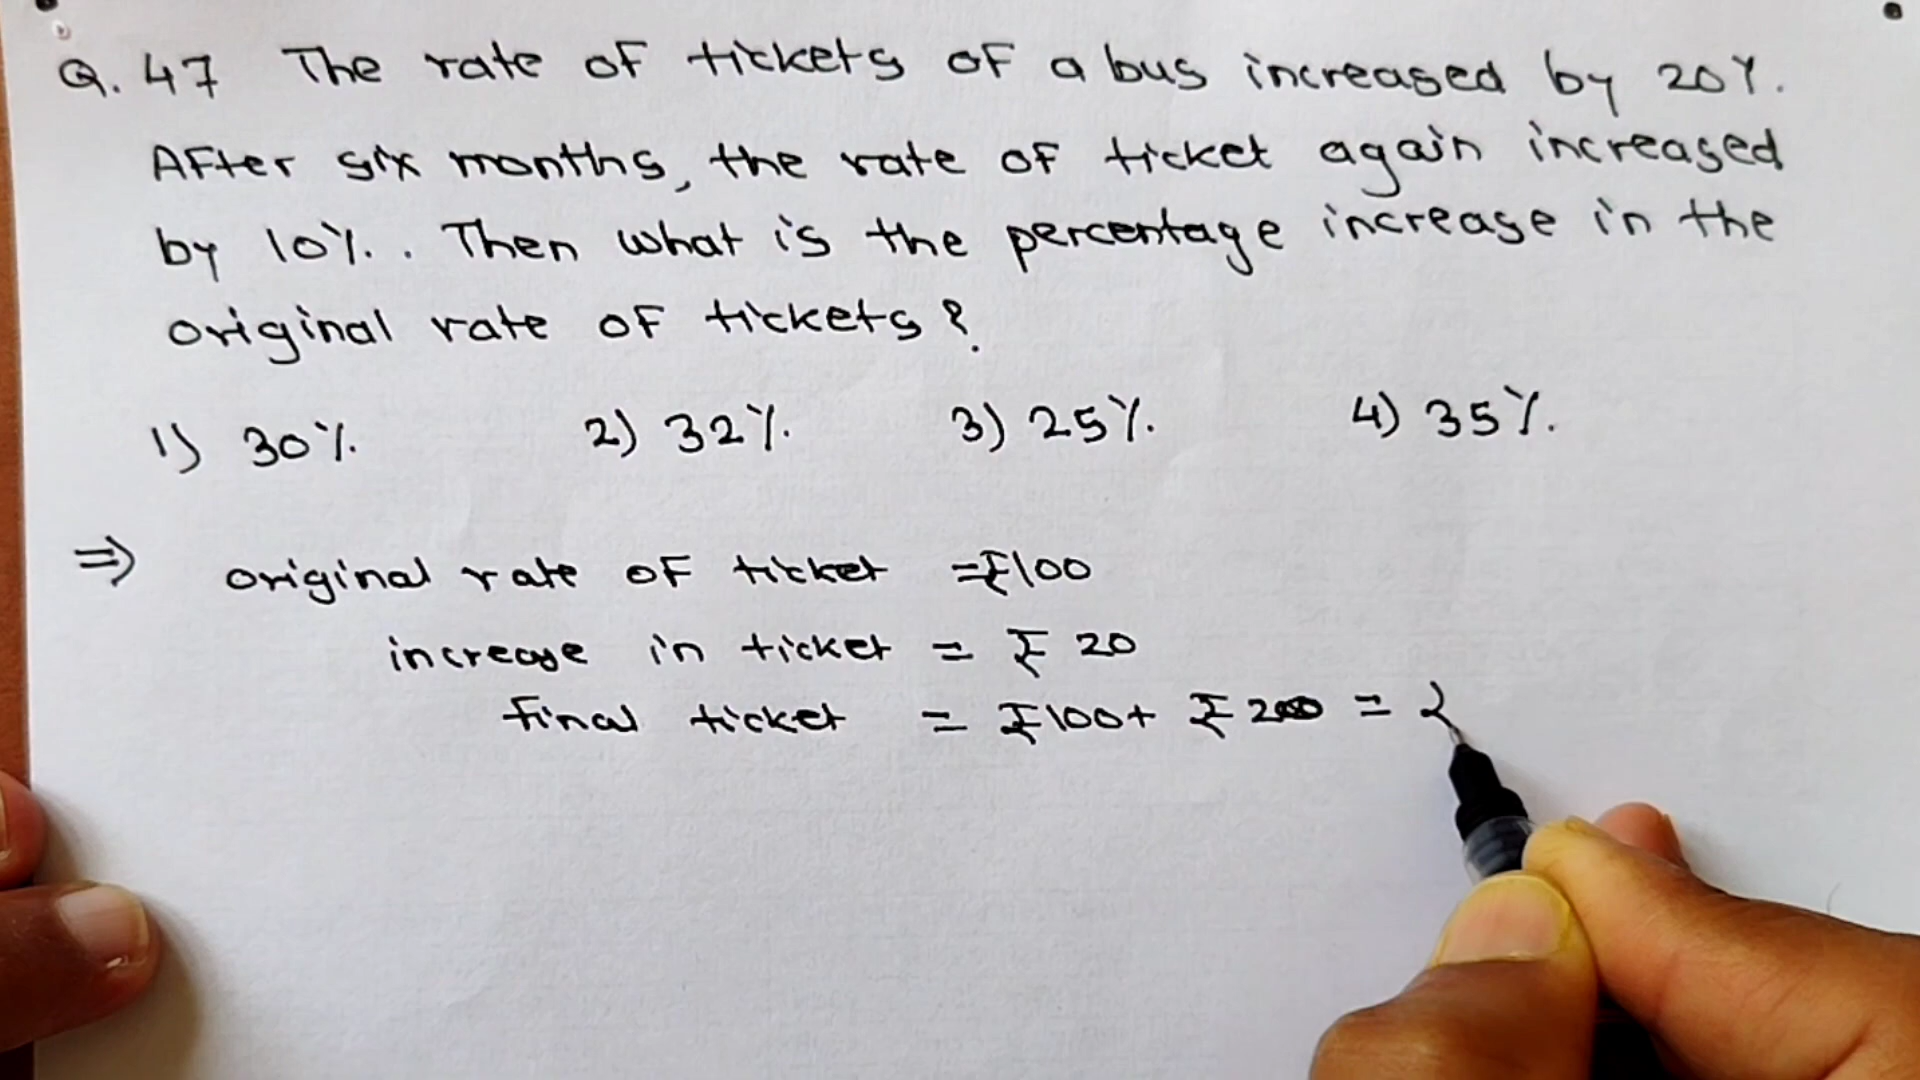 Q. 47 The rate of tickets of a bus increased by 20%.
After six months, the rate of ticket again increased
by 10%. . Then what is the percentage increase in the
original rate of tickets?
1) 30% 2) 32% 3) 25% 4) 35%.
⇒ original rate of ticket = ₹100
increase in ticket = ₹ 20
final ticket = ₹100 + ₹ 20 =